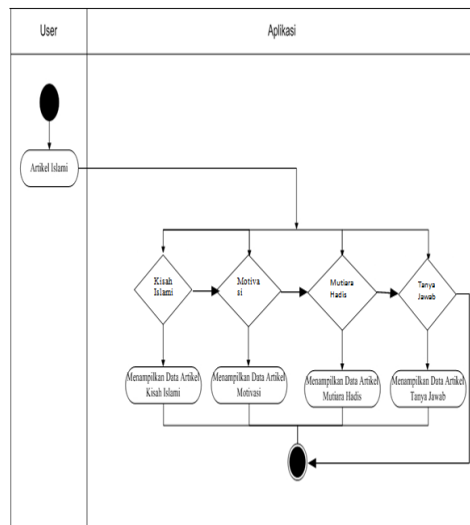 User
Aplikasi
Artikel Islami
Kisah
Islami
Motiva
si
Mutiara
Hadis
Tanya
Jawab
Menampilkan Data Artikel
Kisah Islami
Menampilkan Data Artikel
Motivasi
Menampilkan Data Artikel
Mutiara Hadis
Menampilkan Data Artikel
Tanya Jawab